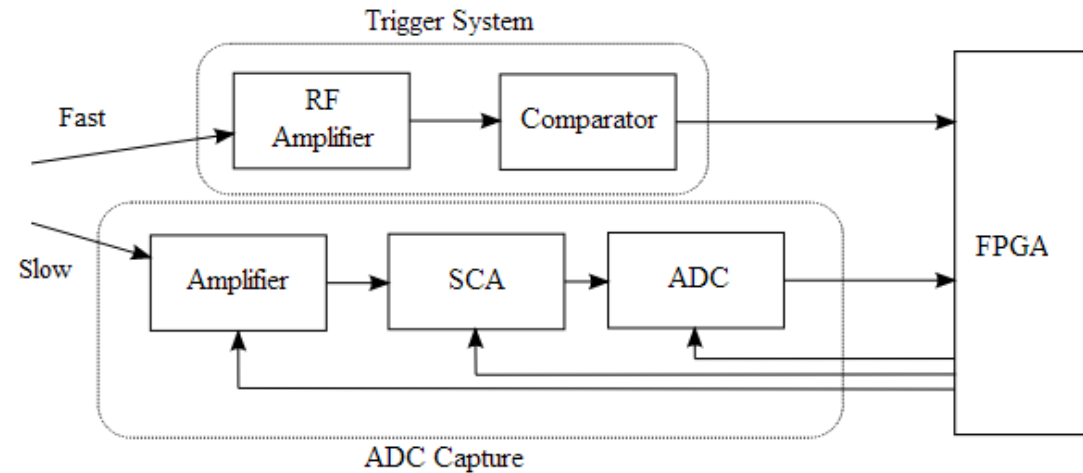 Trigger System
Fast
RF
Amplifier
Comparator
Slow
Amplifier
SCA
ADC
FPGA
ADC Capture